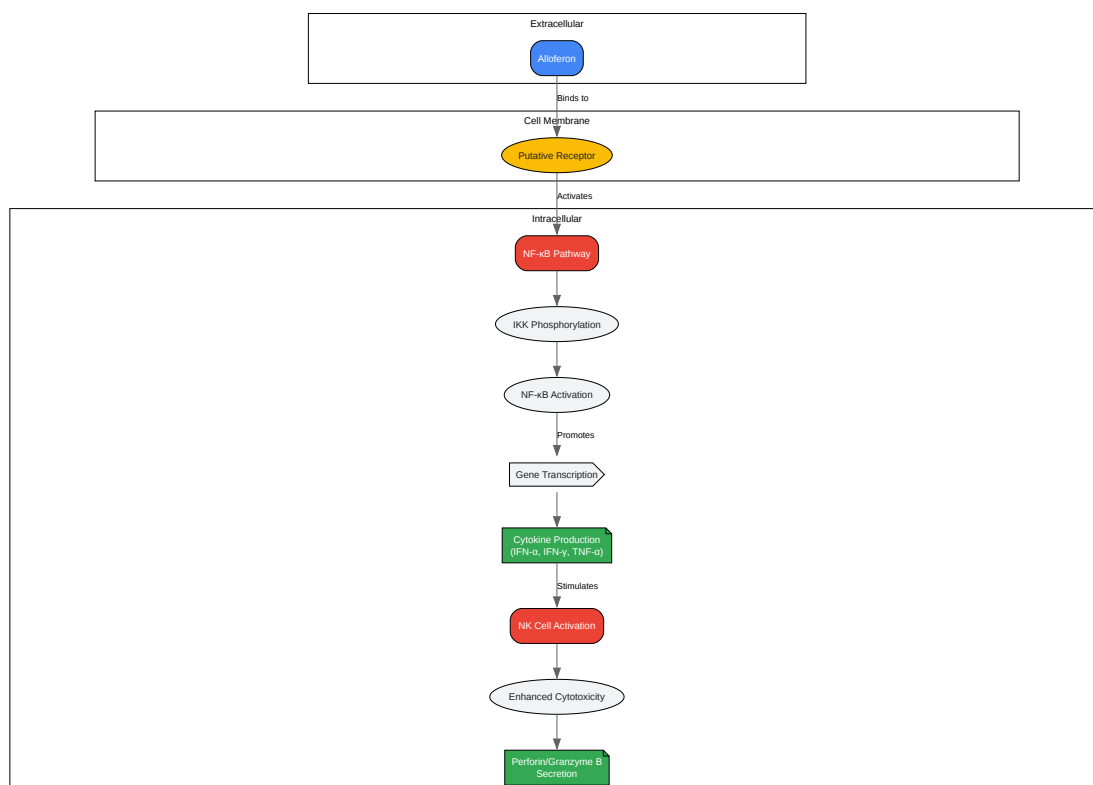 Extracellular
Alloferon
Binds to
Cell Membrane
Putative Receptor
Activates
Intracellular
NF-κB Pathway
IKK Phosphorylation
NF-κB Activation
Promotes
Gene Transcription
Cytokine Production
(IFN-α, IFN-γ, TNF-α)
Stimulates
NK Cell Activation
Enhanced Cytotoxicity
Perforin/Granzyme B
Secretion